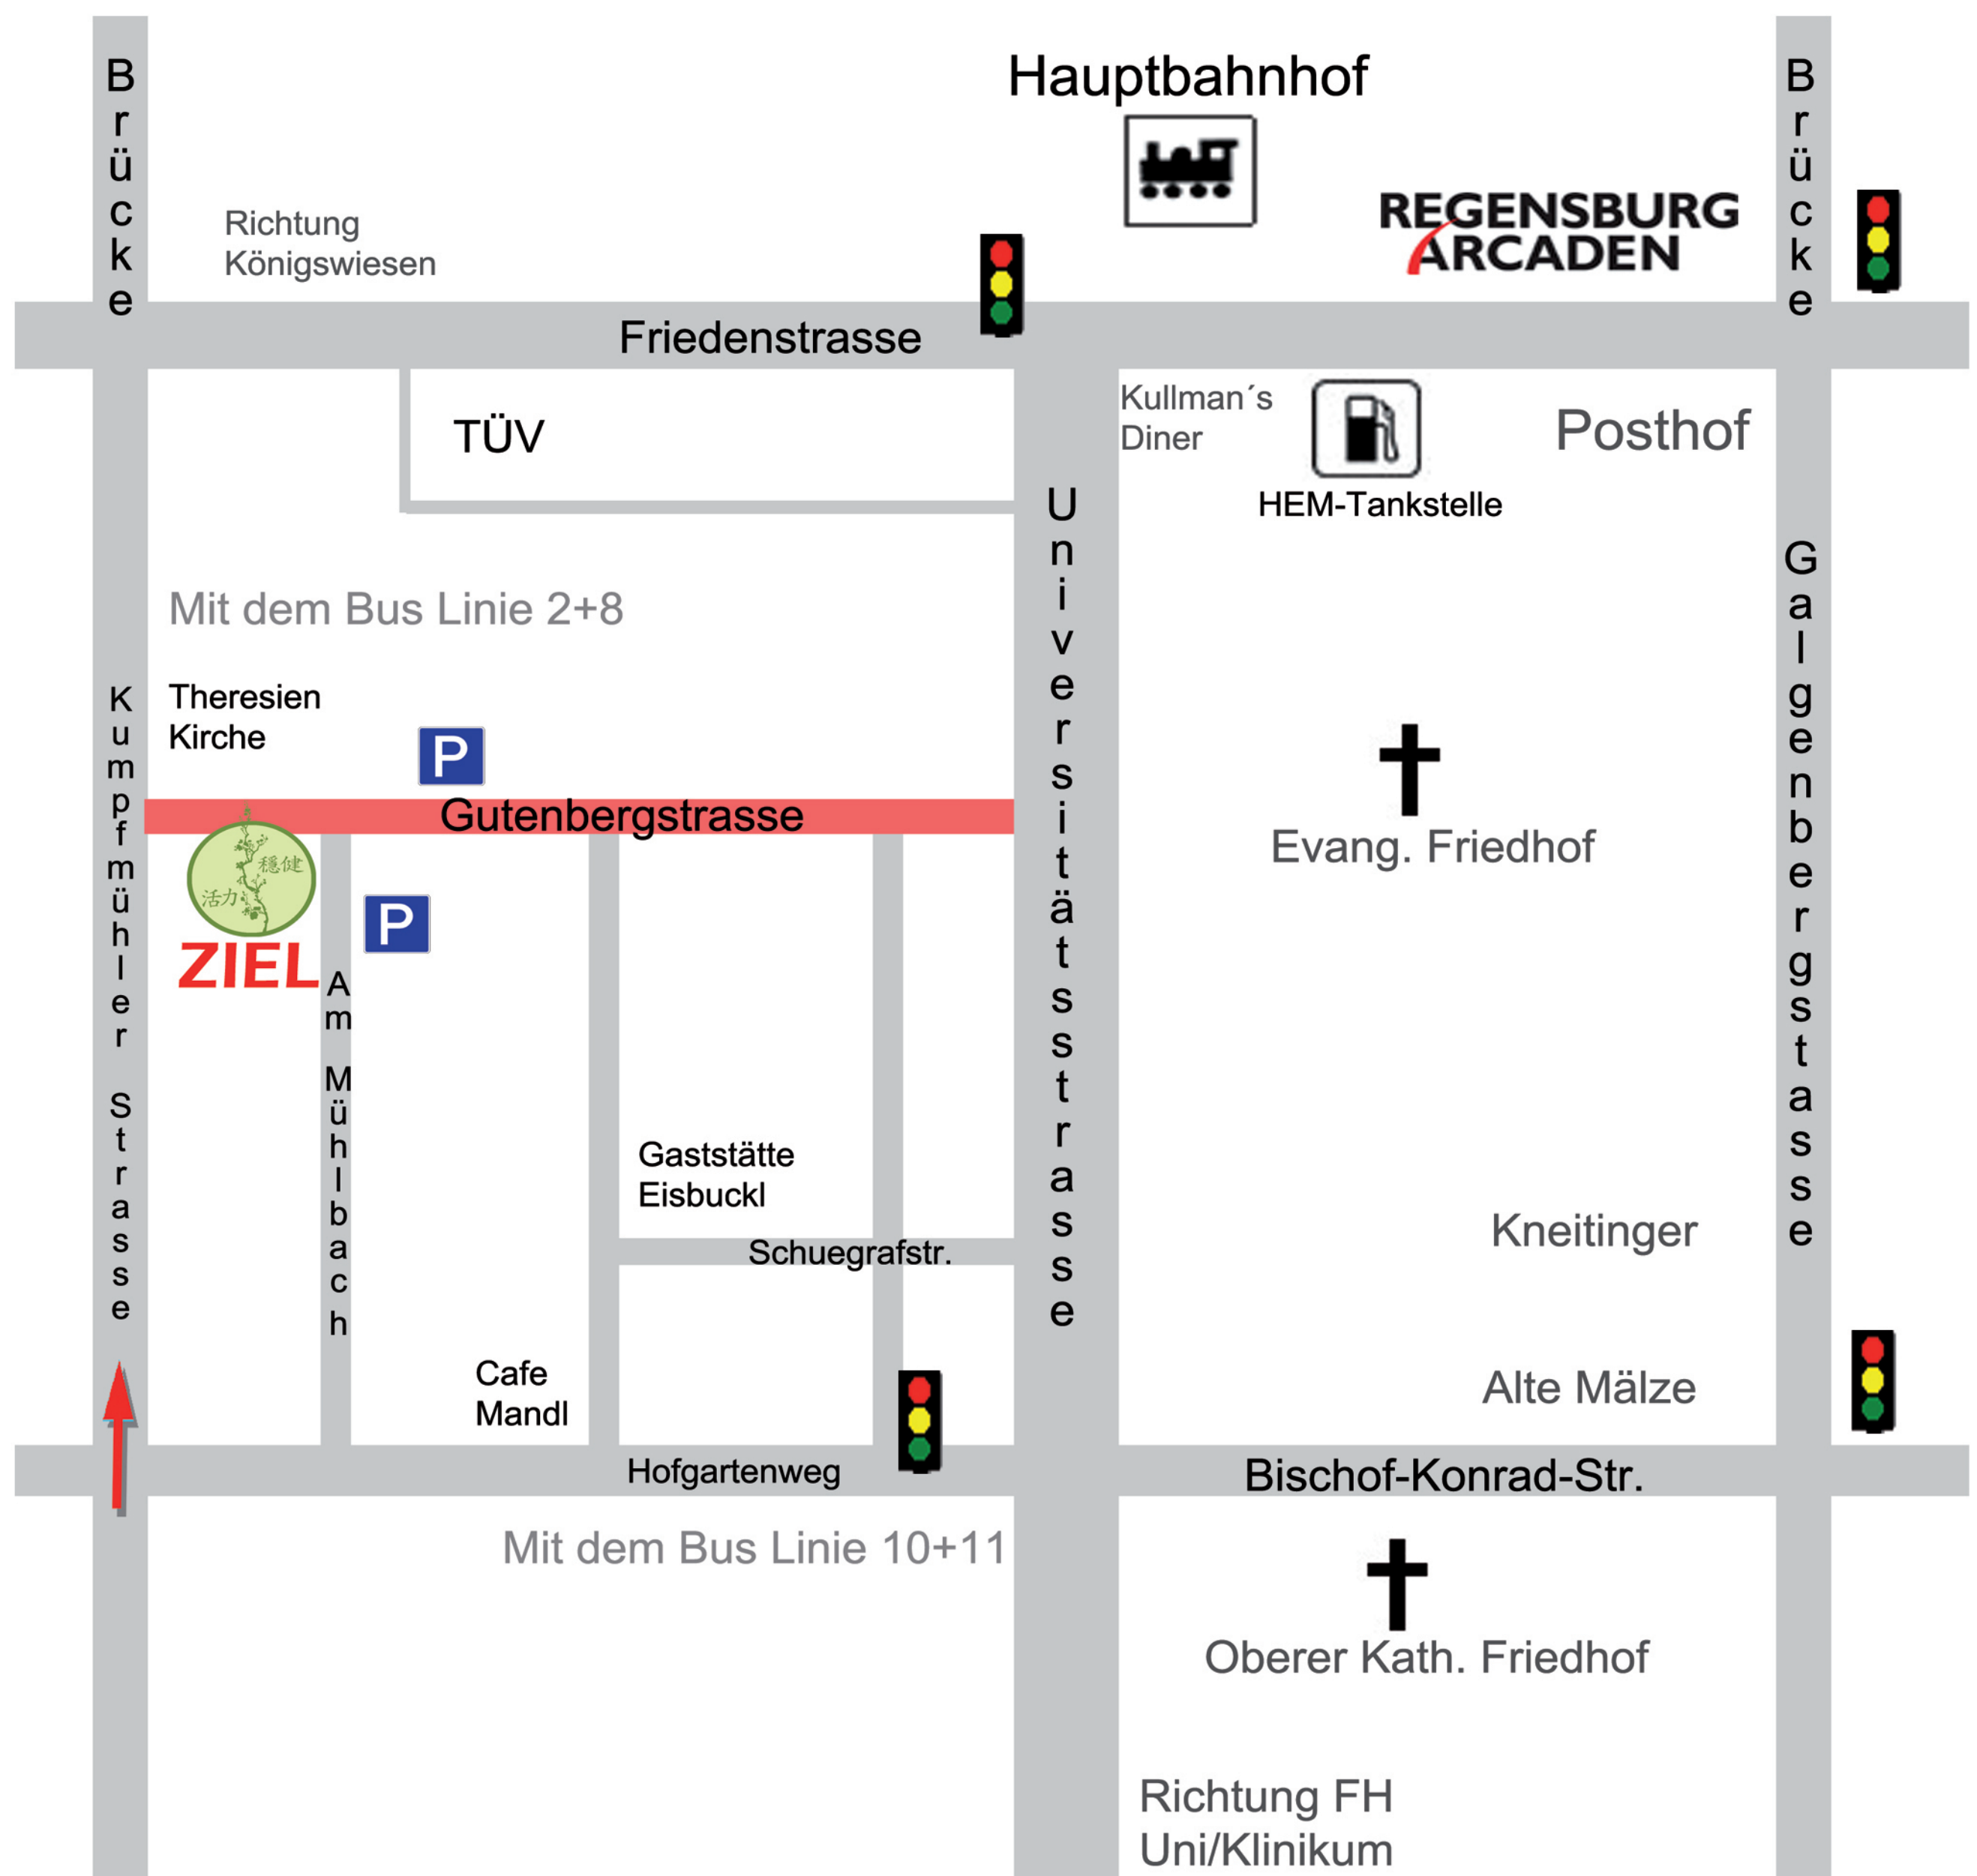 Brücke
Hauptbahnhof
Brücke
REGENSBURG
ARCADEN
Richtung
Königswiesen
Friedenstrasse
TÜV
Kullman´s
Diner
Posthof
HEM-Tankstelle
Universitätsstrasse
Galgenbergstasse
Mit dem Bus Linie 2+8
Kumpfmühler Strasse
Theresien
Kirche
P
Gutenbergstrasse
穩健
活力
P
ZIEL
Am Mühlbach
Evang. Friedhof
Gaststätte
Eisbuckl
Kneitinger
Schuegrafstr.
Cafe
Mandl
Alte Mälze
Hofgartenweg
Bischof-Konrad-Str.
Mit dem Bus Linie 10+11
Oberer Kath. Friedhof
Richtung FH
Uni/Klinikum